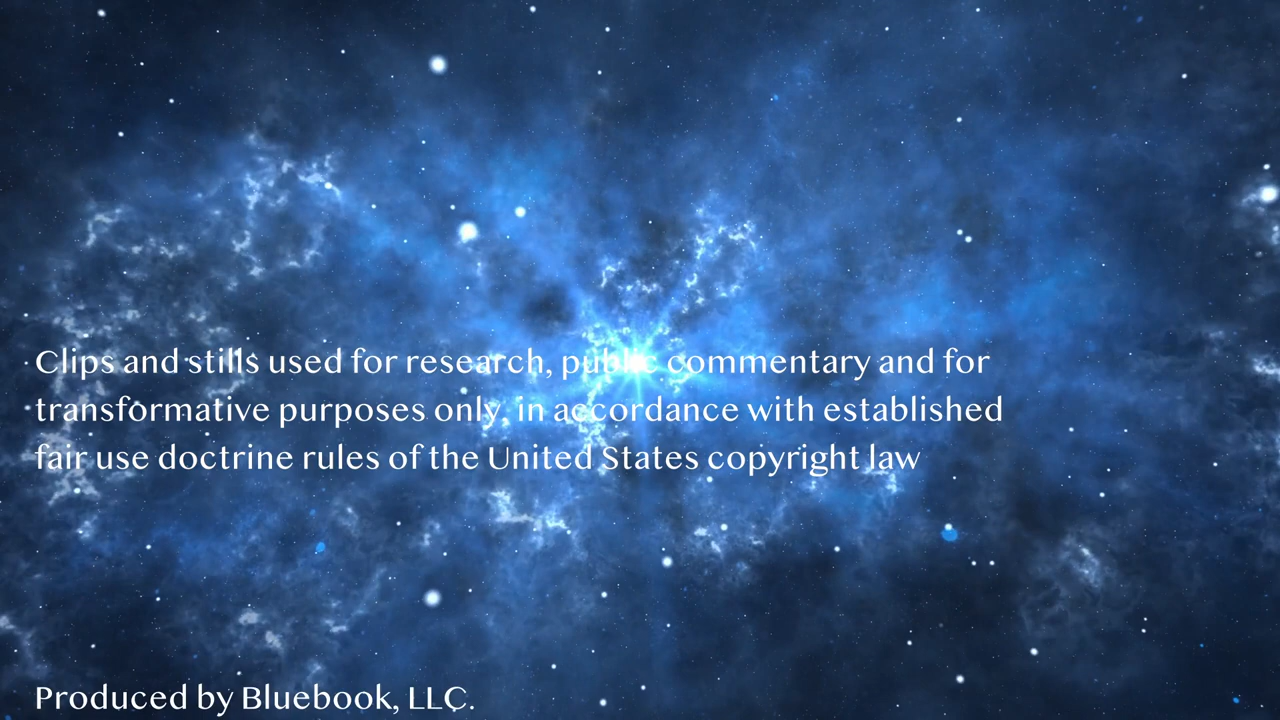 Clips and stills used for research, public commentary and for
transformative purposes only, in accordance with established
fair use doctrine rules of the United States copyright law
Produced by Bluebook, LLC.